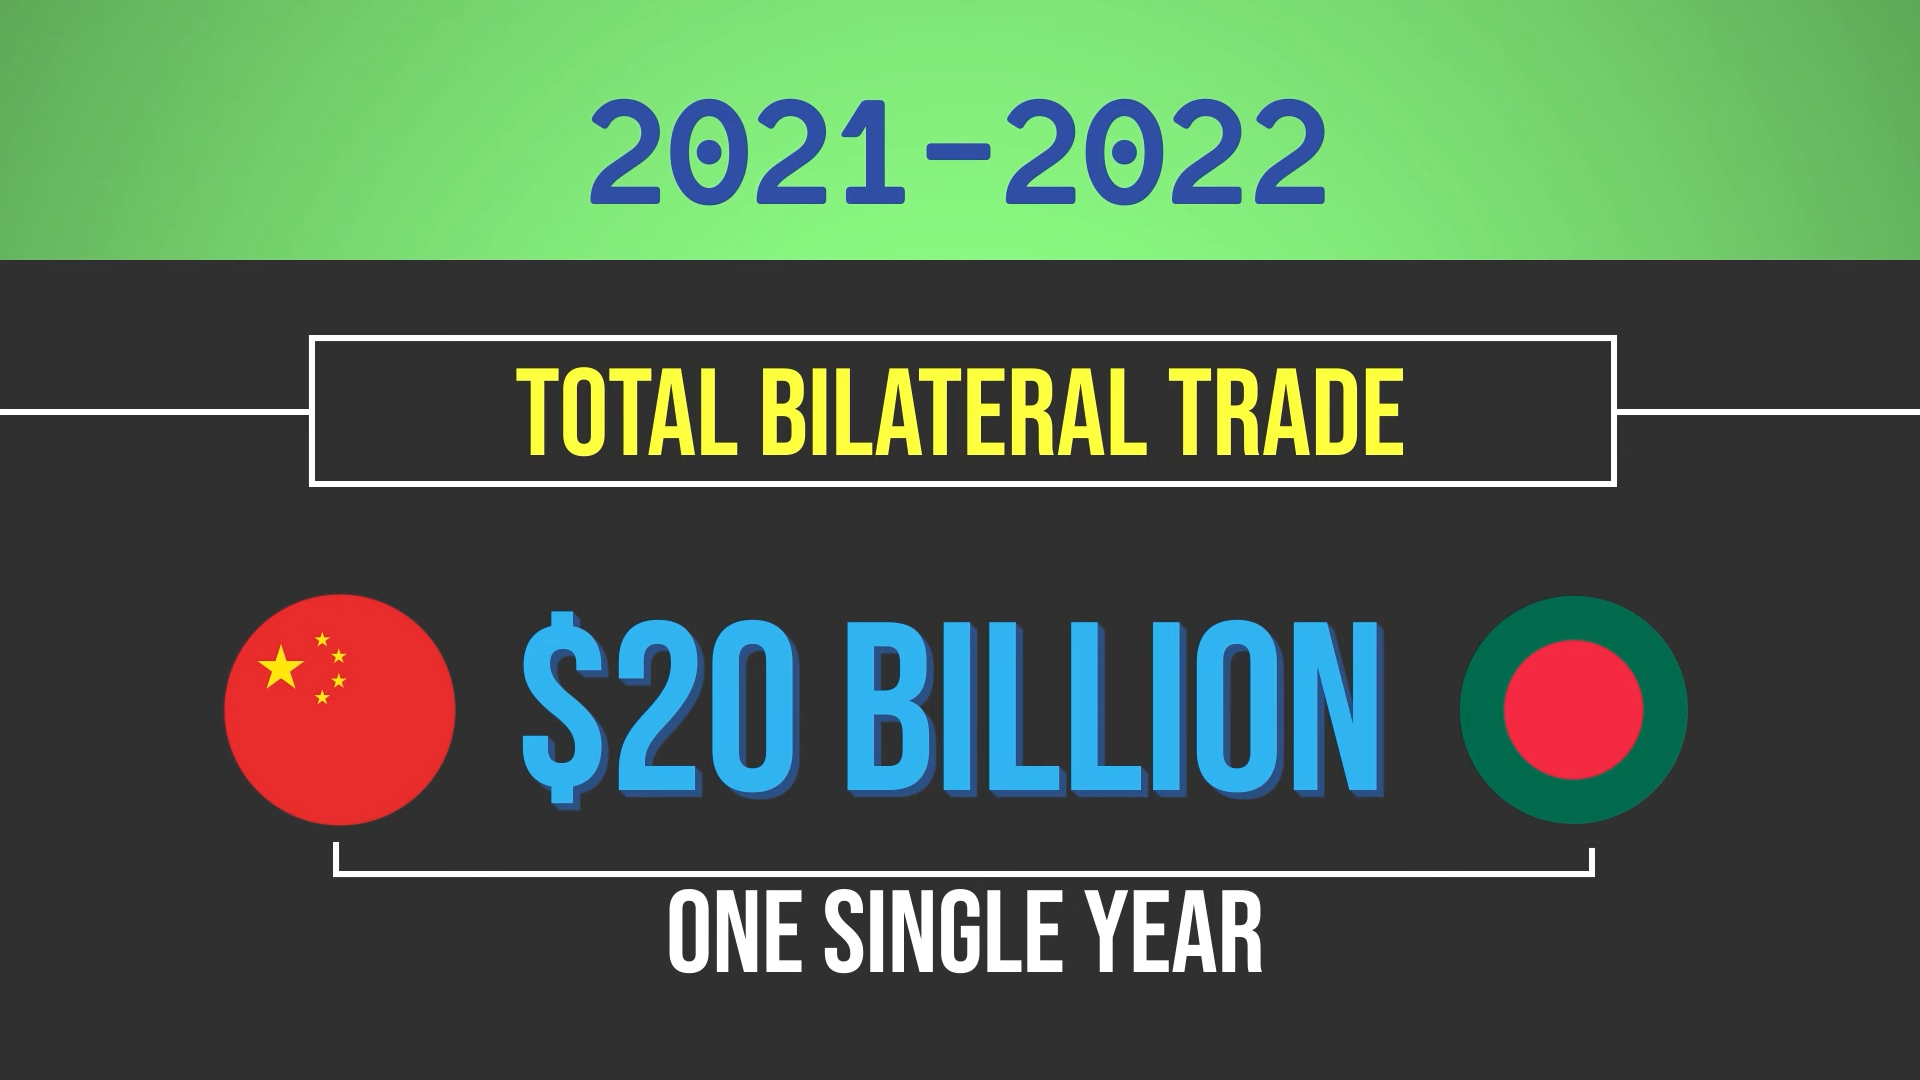 2021-2022
TOTAL BILATERAL TRADE
$20 BILLION
ONE SINGLE YEAR